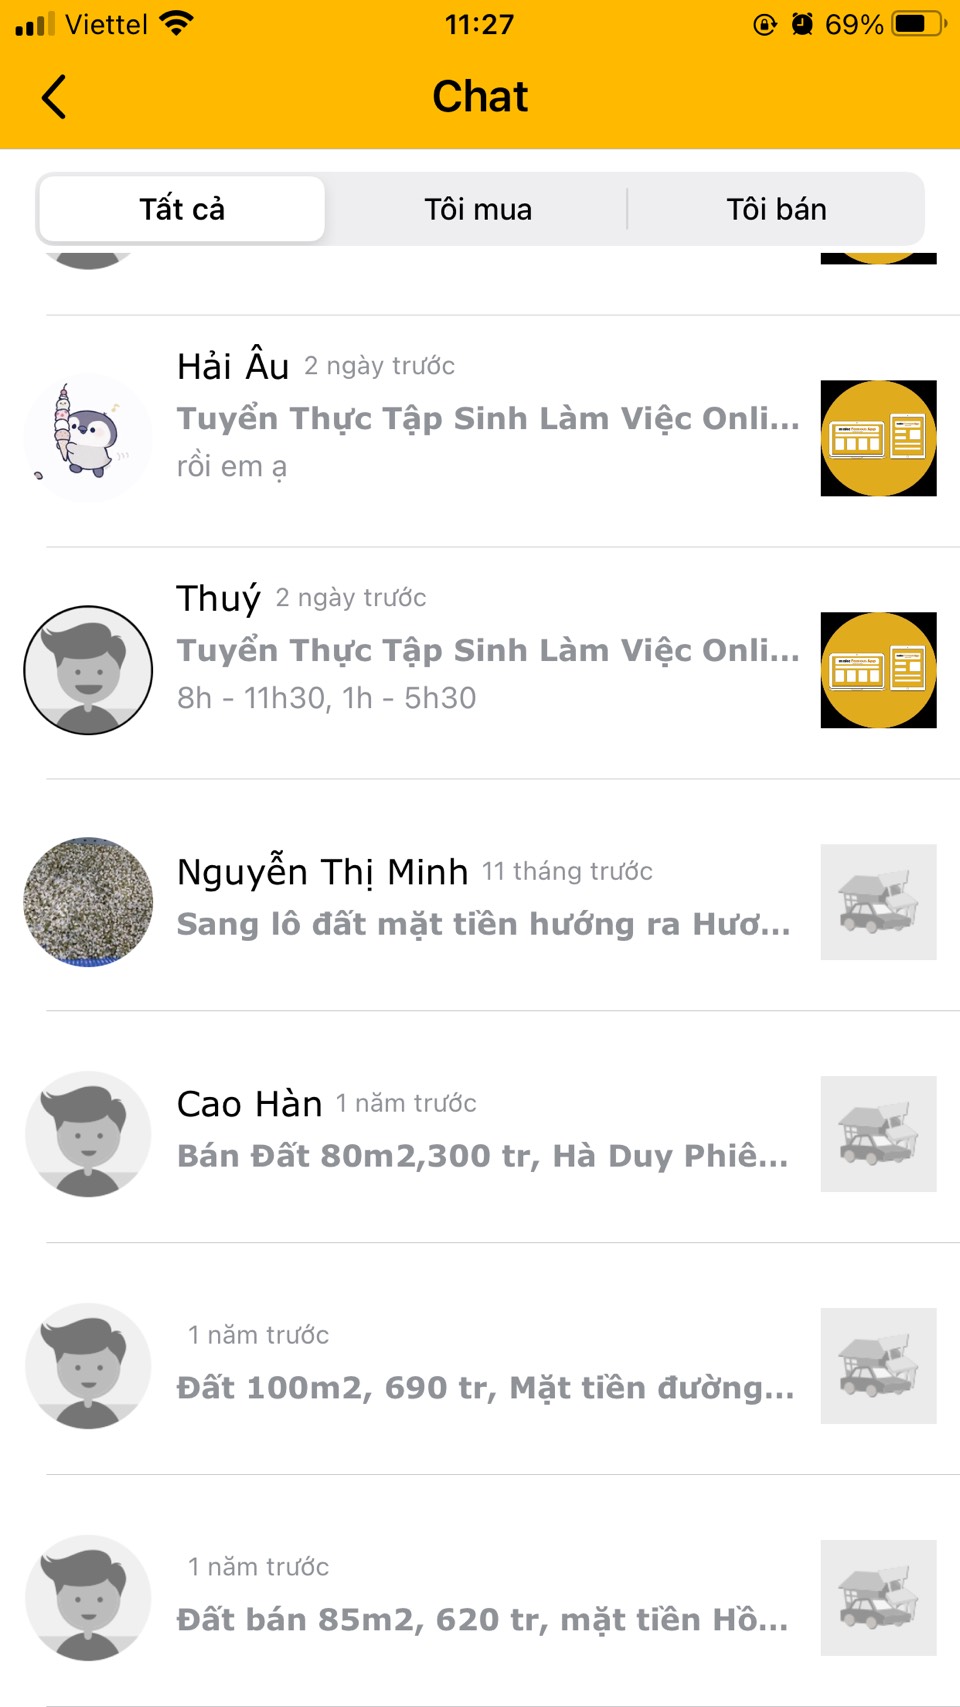 Viettel 11:27 69%
Chat
Tất cả Tôi mua Tôi bán
Hải Âu 2 ngày trước
Tuyển Thực Tập Sinh Làm Việc Onli...
rồi em ạ
Thuý 2 ngày trước
Tuyển Thực Tập Sinh Làm Việc Onli...
8h - 11h30, 1h - 5h30
Nguyễn Thị Minh 11 tháng trước
Sang lô đất mặt tiền hướng ra Hươ...
Cao Hàn 1 năm trước
Bán Đất 80m2,300 tr, Hà Duy Phiê...
1 năm trước
Đất 100m2, 690 tr, Mặt tiền đường...
1 năm trước
Đất bán 85m2, 620 tr, mặt tiền Hồ...